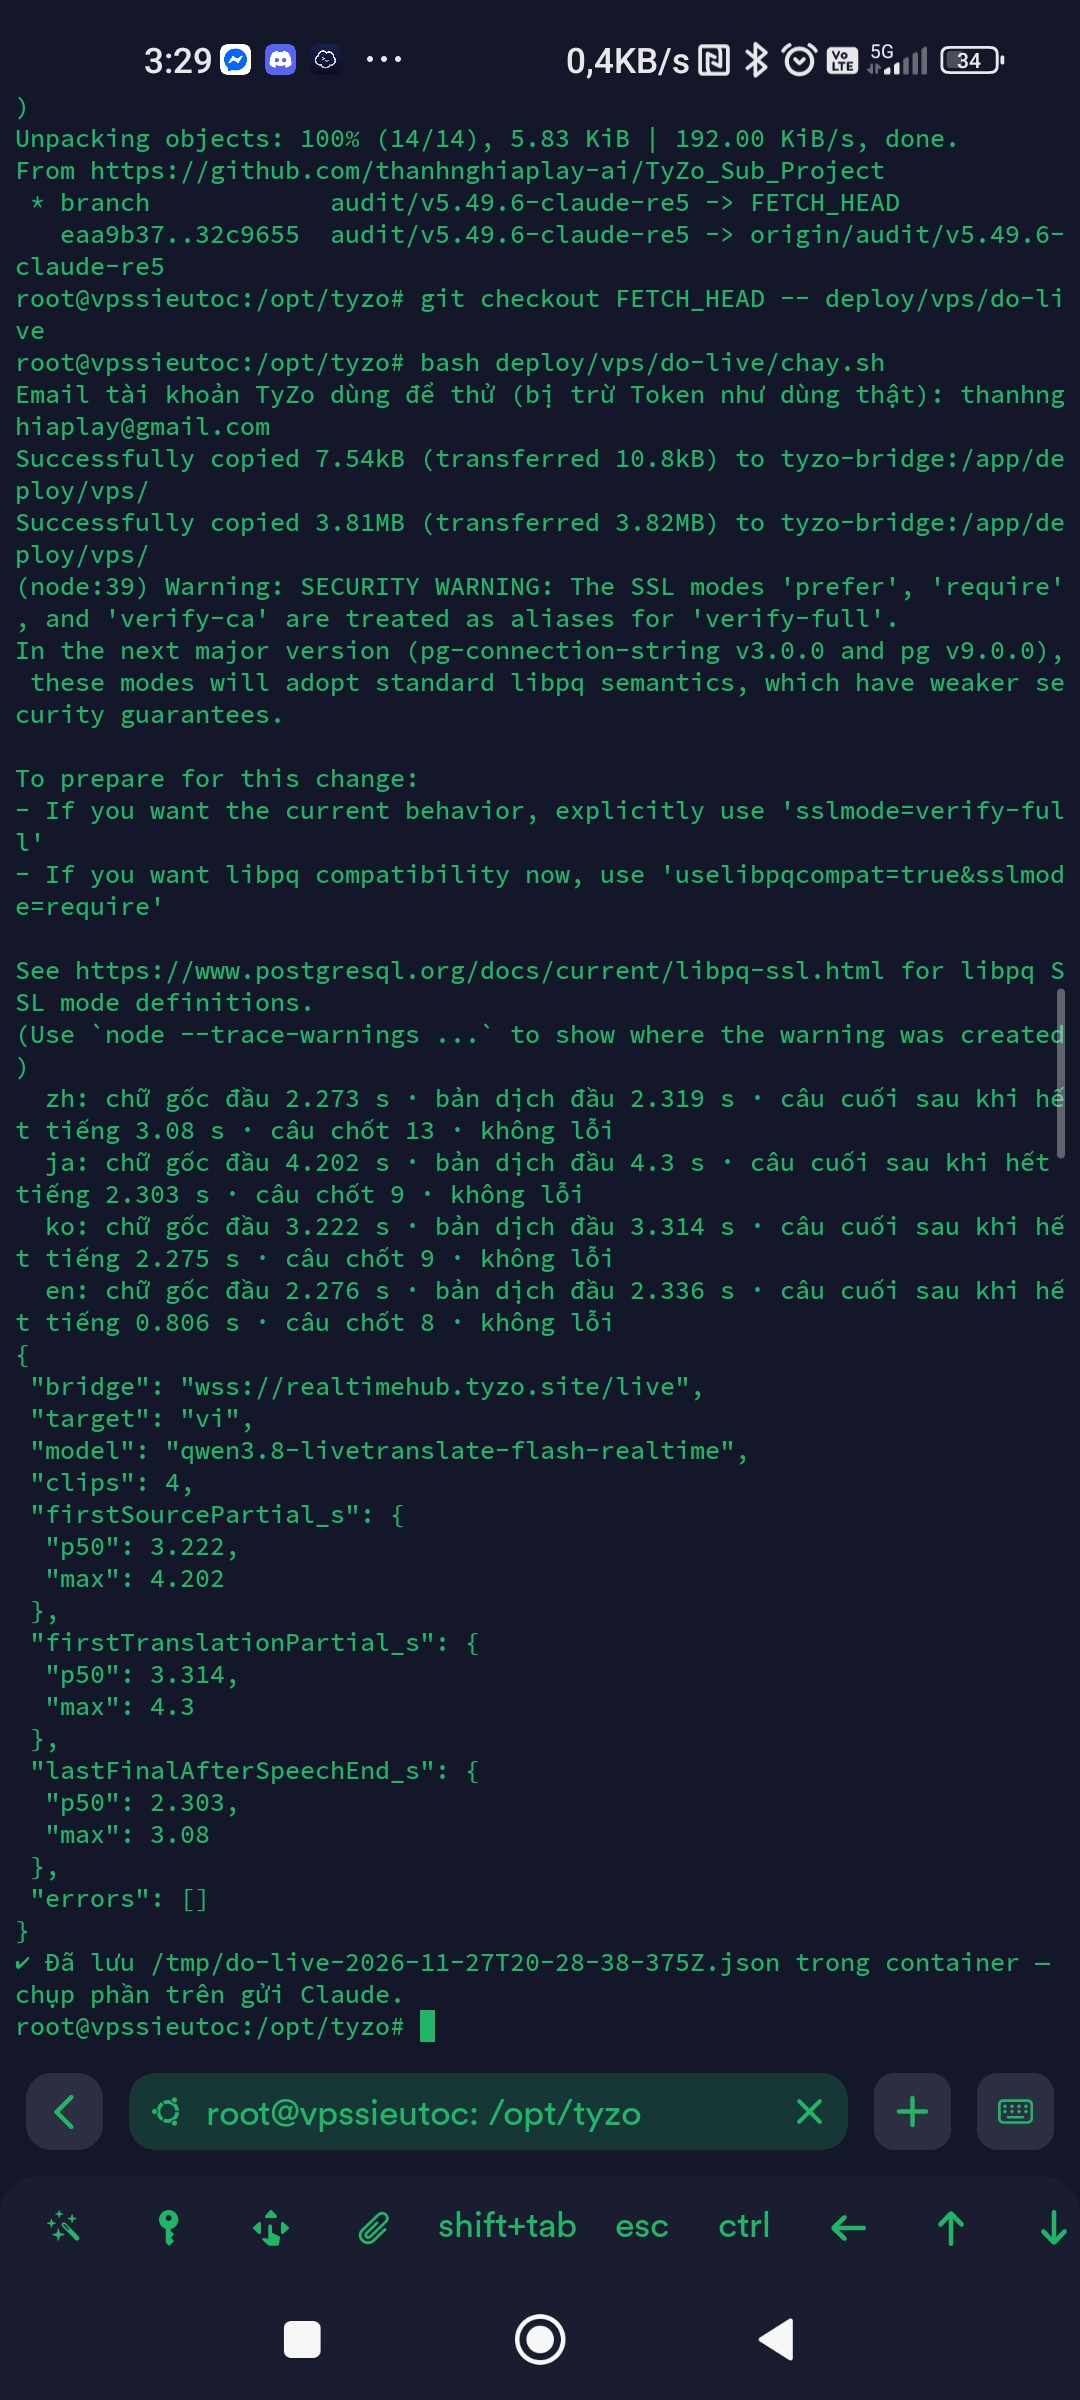 3:29 ... 0,4KB/s Vo LTE 5G 34
)
Unpacking objects: 100% (14/14), 5.83 KiB | 192.00 KiB/s, done.
From https://github.com/thanhnghiaplay-ai/TyZo_Sub_Project
 * branch            audit/v5.49.6-claude-re5 -> FETCH_HEAD
   eaa9b37..32c9655  audit/v5.49.6-claude-re5 -> origin/audit/v5.49.6-
claude-re5
root@vpssieutoc:/opt/tyzo# git checkout FETCH_HEAD -- deploy/vps/do-li
ve
root@vpssieutoc:/opt/tyzo# bash deploy/vps/do-live/chay.sh
Email tài khoản TyZo dùng để thử (bị trừ Token như dùng thật): thanhng
hiaplay@gmail.com
Successfully copied 7.54kB (transferred 10.8kB) to tyzo-bridge:/app/de
ploy/vps/
Successfully copied 3.81MB (transferred 3.82MB) to tyzo-bridge:/app/de
ploy/vps/
(node:39) Warning: SECURITY WARNING: The SSL modes 'prefer', 'require'
, and 'verify-ca' are treated as aliases for 'verify-full'.
In the next major version (pg-connection-string v3.0.0 and pg v9.0.0),
 these modes will adopt standard libpq semantics, which have weaker se
curity guarantees.

To prepare for this change:
- If you want the current behavior, explicitly use 'sslmode=verify-ful
l'
- If you want libpq compatibility now, use 'uselibpqcompat=true&sslmod
e=require'

See https://www.postgresql.org/docs/current/libpq-ssl.html for libpq S
SL mode definitions.
(Use `node --trace-warnings ...` to show where the warning was created
)
  zh: chữ gốc đầu 2.273 s · bản dịch đầu 2.319 s · câu cuối sau khi hế
t tiếng 3.08 s · câu chốt 13 · không lỗi
  ja: chữ gốc đầu 4.202 s · bản dịch đầu 4.3 s · câu cuối sau khi hết
tiếng 2.303 s · câu chốt 9 · không lỗi
  ko: chữ gốc đầu 3.222 s · bản dịch đầu 3.314 s · câu cuối sau khi hế
t tiếng 2.275 s · câu chốt 9 · không lỗi
  en: chữ gốc đầu 2.276 s · bản dịch đầu 2.336 s · câu cuối sau khi hế
t tiếng 0.806 s · câu chốt 8 · không lỗi
{
 "bridge": "wss://realtimehub.tyzo.site/live",
 "target": "vi",
 "model": "qwen3.8-livetranslate-flash-realtime",
 "clips": 4,
 "firstSourcePartial_s": {
  "p50": 3.222,
  "max": 4.202
 },
 "firstTranslationPartial_s": {
  "p50": 3.314,
  "max": 4.3
 },
 "lastFinalAfterSpeechEnd_s": {
  "p50": 2.303,
  "max": 3.08
 },
 "errors": []
}
✔ Đã lưu /tmp/do-live-2026-11-27T20-28-38-375Z.json trong container —
chụp phần trên gửi Claude.
root@vpssieutoc:/opt/tyzo#
root@vpssieutoc: /opt/tyzo
shift+tab esc ctrl ← ↑ ↓